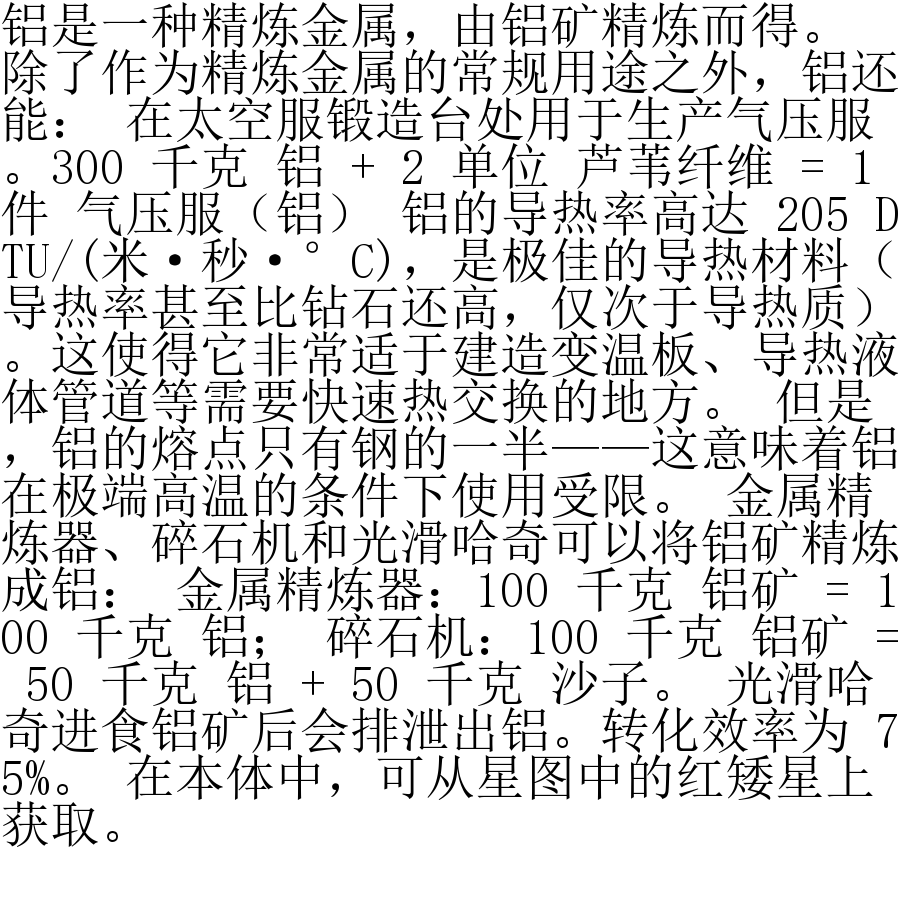 铝是一种精炼金属，由铝矿精炼而得。
除了作为精炼金属的常规用途之外，铝还
能： 在太空服锻造台处用于生产气压服
。300 千克 铝 + 2 单位 芦苇纤维 = 1
件 气压服（铝） 铝的导热率高达 205 D
TU/(米·秒·°C)，是极佳的导热材料（
导热率甚至比钻石还高，仅次于导热质）
。这使得它非常适于建造变温板、导热液
体管道等需要快速热交换的地方。 但是
，铝的熔点只有钢的一半——这意味着铝
在极端高温的条件下使用受限。 金属精
炼器、碎石机和光滑哈奇可以将铝矿精炼
成铝： 金属精炼器：100 千克 铝矿 = 1
00 千克 铝； 碎石机：100 千克 铝矿 =
50 千克 铝 + 50 千克 沙子。 光滑哈
奇进食铝矿后会排泄出铝。转化效率为 7
5%。 在本体中，可从星图中的红矮星上
获取。